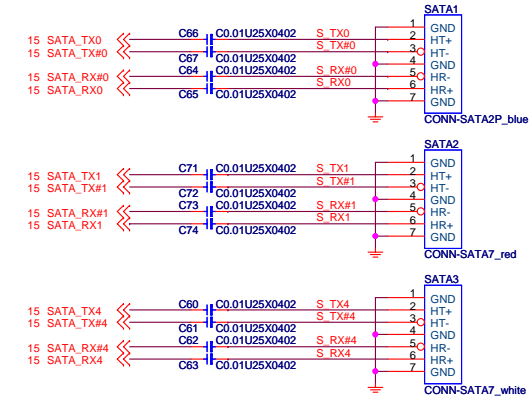 SATA1
C66 C0.01U25X0402 S_TX0 1 GND
15 SATA_TX0 2 HT+
15 SATA_TX#0 S_TX#0 3 HT-
C67 C0.01U25X0402 4 GND
C64 C0.01U25X0402 S_RX#0
15 SATA_RX#0 5 HR-
15 SATA_RX0 S_RX0 6 HR+
C65 C0.01U25X0402 7 GND
CONN-SATA2P_blue
SATA2
C71 C0.01U25X0402 S_TX1 1 GND
15 SATA_TX1 2 HT+
15 SATA_TX#1 S_TX#1 3 HT-
C72 C0.01U25X0402 4 GND
C73 C0.01U25X0402 S_RX#1
15 SATA_RX#1 5 HR-
15 SATA_RX1 S_RX1 6 HR+
C74 C0.01U25X0402 7 GND
CONN-SATA7_red
SATA3
C60 C0.01U25X0402 S_TX4 1 GND
15 SATA_TX4 2 HT+
15 SATA_TX#4 S_TX#4 3 HT-
C61 C0.01U25X0402 4 GND
C62 C0.01U25X0402 S_RX#4
15 SATA_RX#4 5 HR-
15 SATA_RX4 S_RX4 6 HR+
C63 C0.01U25X0402 7 GND
CONN-SATA7_white